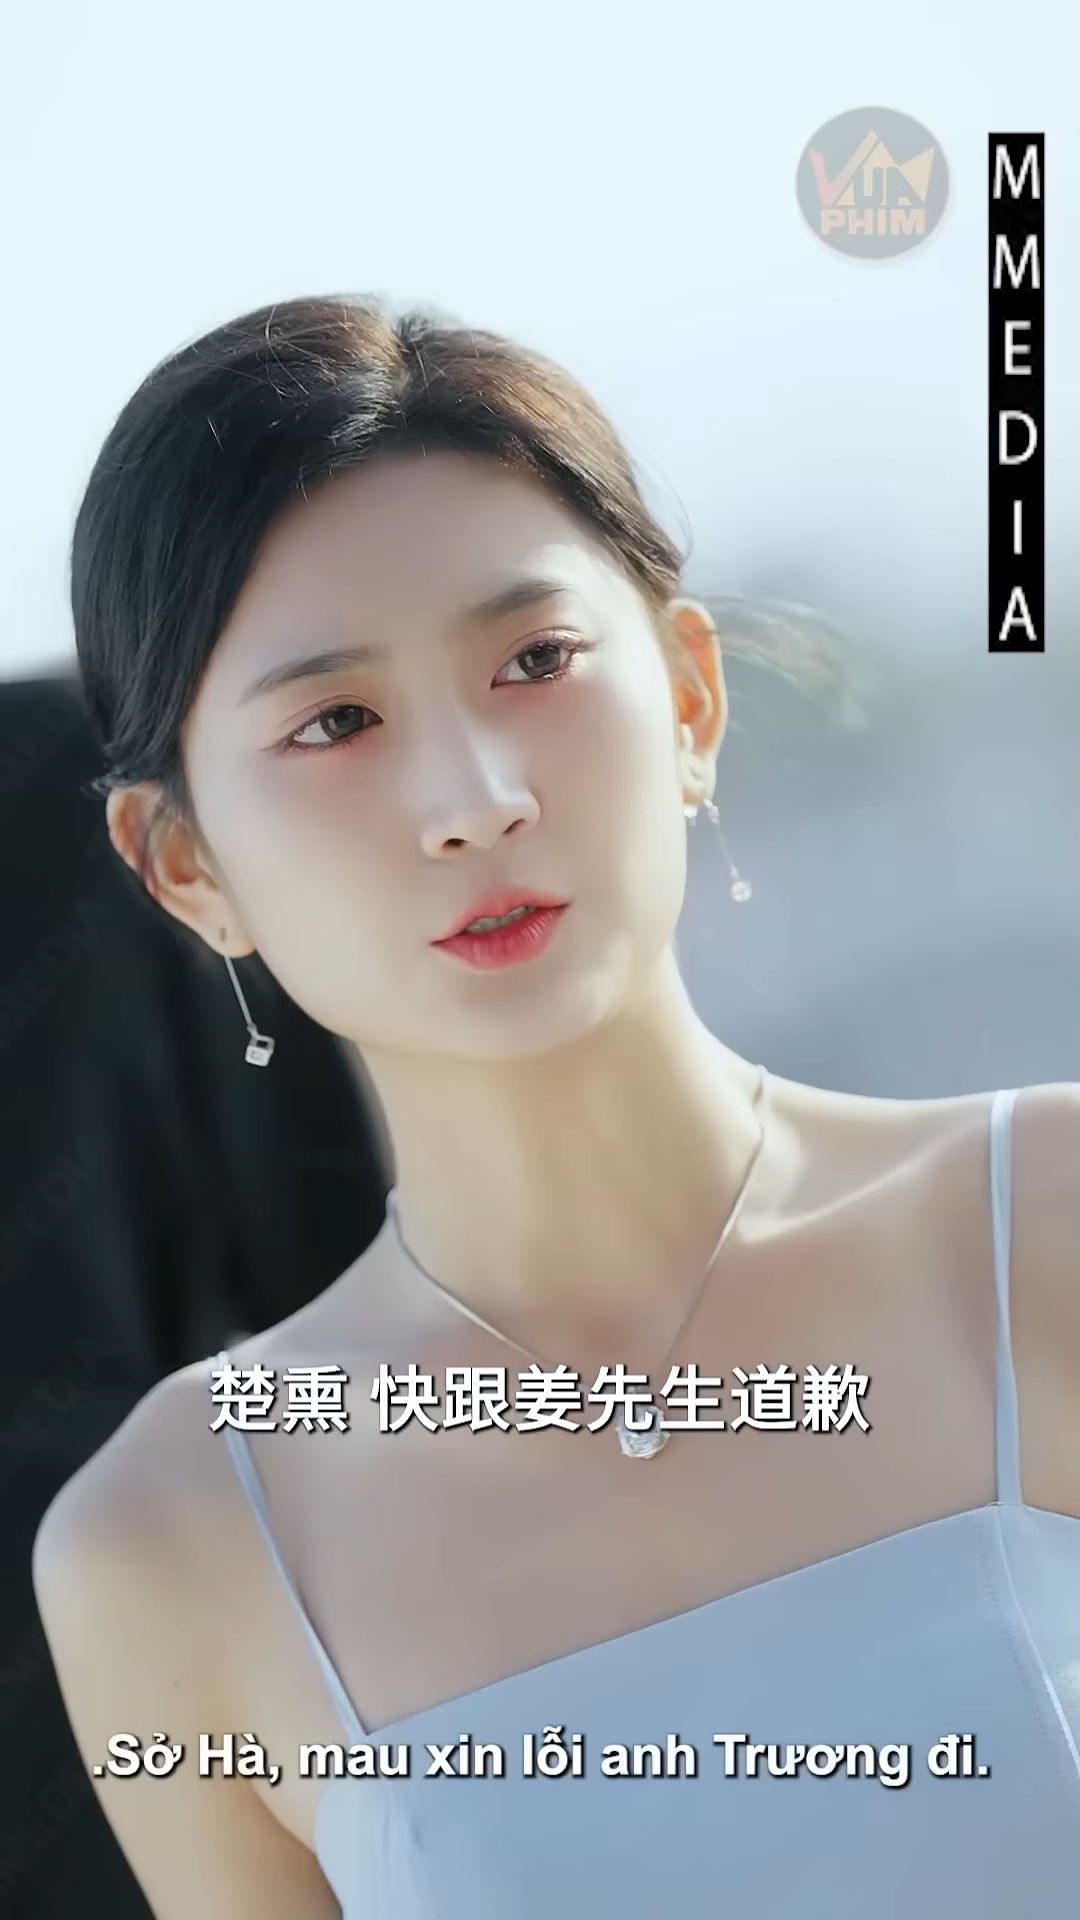 VUA
PHIM
MMEDIA
楚熏 快跟姜先生道歉
.Sở Hà, mau xin lỗi anh Trương đi.